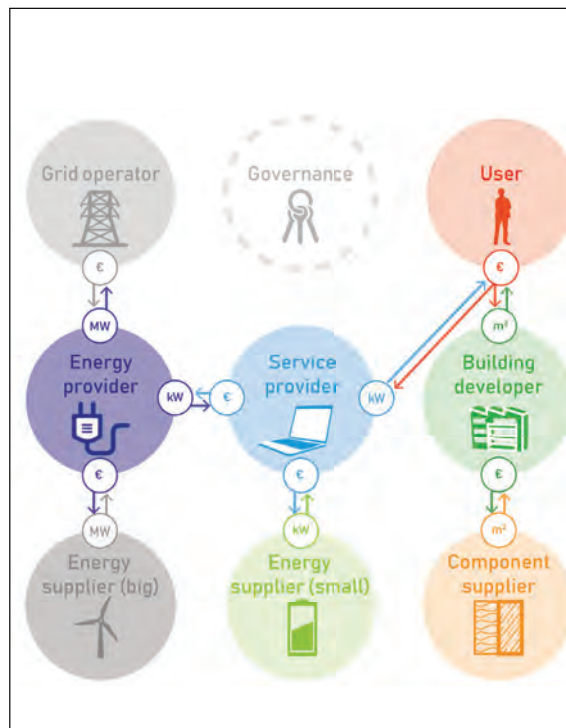 Grid operator
Governance
User
€
€
MW
m²
Energy provider
Service provider
Building developer
kW
€
kW
€
€
€
MW
kW
m²
Energy supplier (big)
Energy supplier (small)
Component supplier